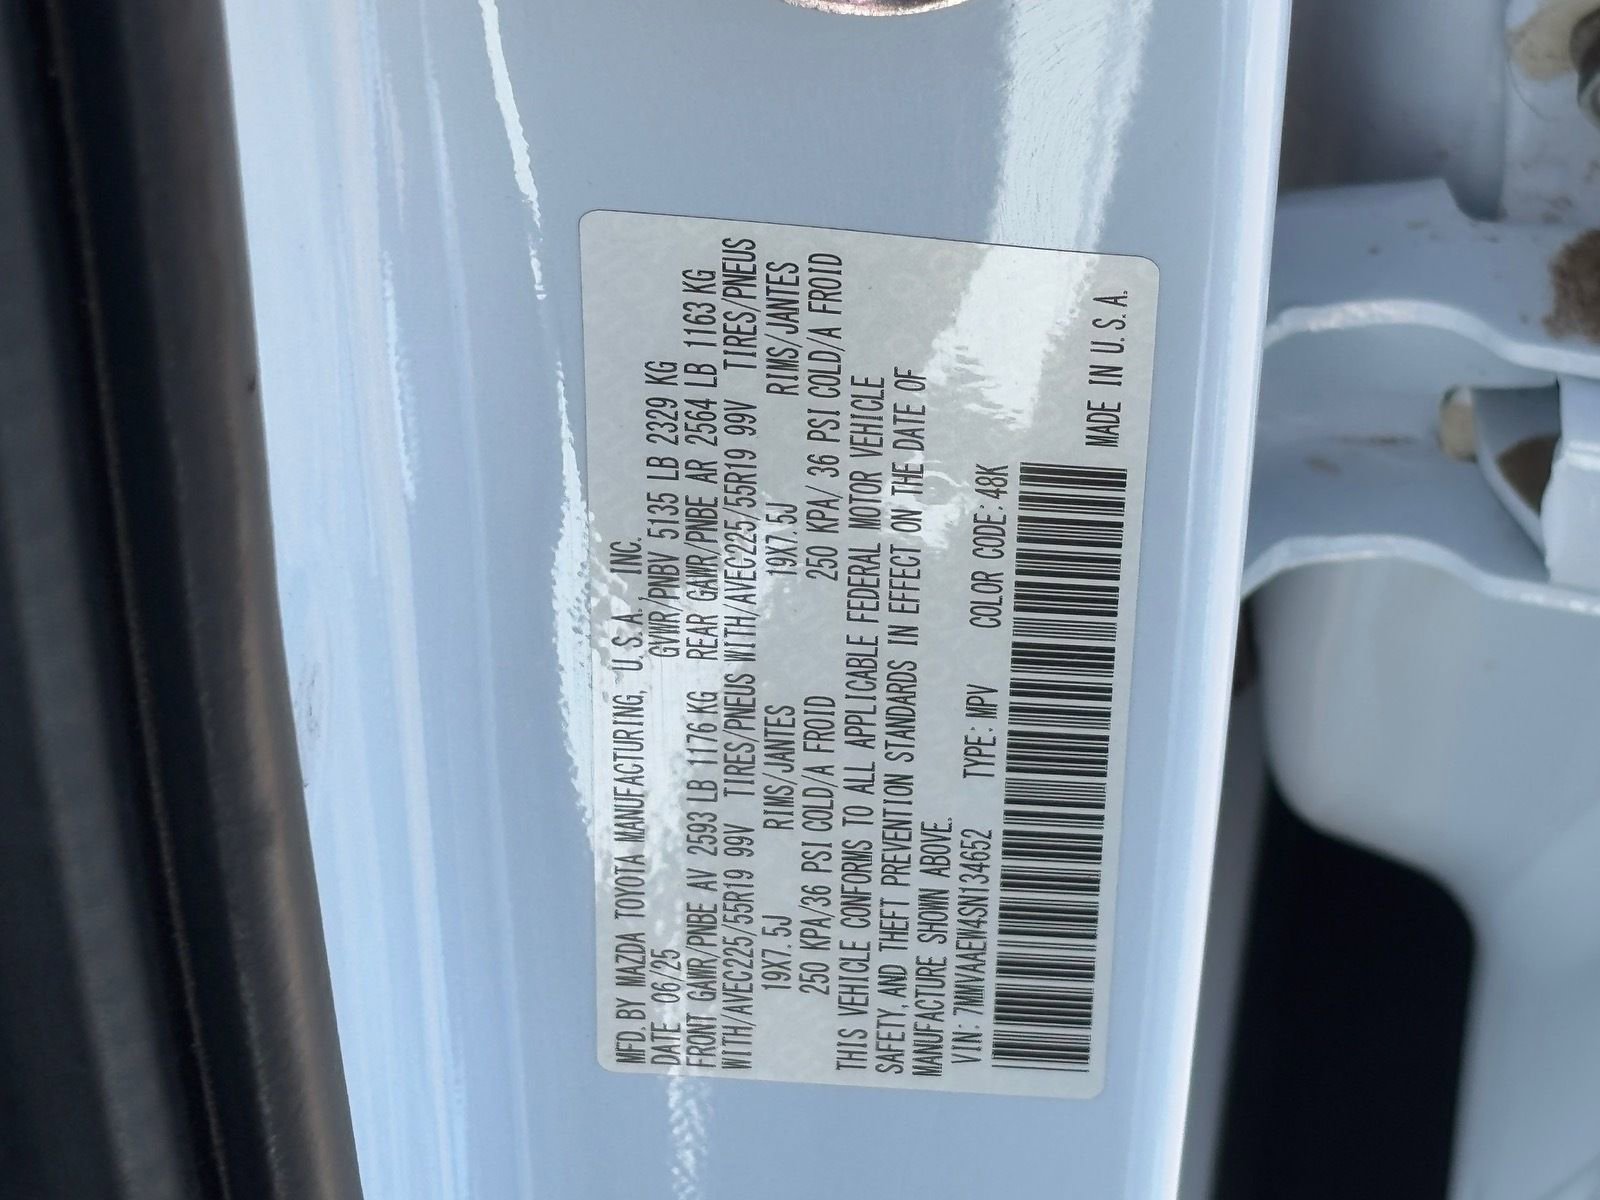 MFD. BY MAZDA TOYOTA MANUFACTURING, U.S.A., INC.
DATE 06/25 GVWR/PNBV 5135 LB 2329 KG
FRONT GAWR/PNBE AV 2593 LB 1176 KG REAR GAWR/PNBE AR 2564 LB 1163 KG
WITH/AVEC225/55R19 99V TIRES/PNEUS WITH/AVEC225/55R19 99V TIRES/PNEUS
19X7.5J RIMS/JANTES 19X7.5J RIMS/JANTES
250 KPA/36 PSI COLD/A FROID 250 KPA/ 36 PSI COLD/A FROID
THIS VEHICLE CONFORMS TO ALL APPLICABLE FEDERAL MOTOR VEHICLE
SAFETY, AND THEFT PREVENTION STANDARDS IN EFFECT ON THE DATE OF
MANUFACTURE SHOWN ABOVE.
VIN: 7MMVAAEW4SN134652 TYPE: MPV COLOR CODE: 48K
MADE IN U.S.A.